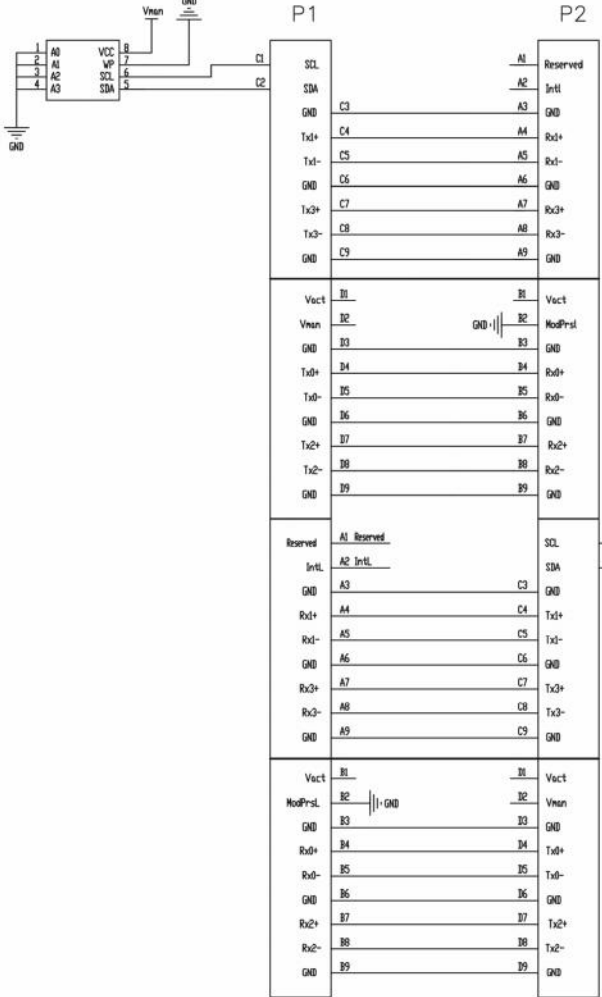 Vman
GND
P1
P2
1 A0 VCC 8
2 A1 WP 7
3 A2 SCL 6
4 A3 SDA 5
GND
C1 SCL A1 Reserved
C2 SDA A2 Intl
GND C3 A3 GND
Tx1+ C4 A4 Rx1+
Tx1- C5 A5 Rx1-
GND C6 A6 GND
Tx3+ C7 A7 Rx3+
Tx3- C8 A8 Rx3-
GND C9 A9 GND
Vact D1 B1 Vact
Vman D2 GND B2 ModPrsl
GND D3 B3 GND
Tx0+ D4 B4 Rx0+
Tx0- D5 B5 Rx0-
GND D6 B6 GND
Tx2+ D7 B7 Rx2+
Tx2- D8 B8 Rx2-
GND D9 B9 GND
Reserved A1 Reserved SCL
IntL A2 IntL SDA
GND A3 C3 GND
Rx1+ A4 C4 Tx1+
Rx1- A5 C5 Tx1-
GND A6 C6 GND
Rx3+ A7 C7 Tx3+
Rx3- A8 C8 Tx3-
GND A9 C9 GND
Vact B1 D1 Vact
ModPrsL B2 GND D2 Vman
GND B3 D3 GND
Rx0+ B4 D4 Tx0+
Rx0- B5 D5 Tx0-
GND B6 D6 GND
Rx2+ B7 D7 Tx2+
Rx2- B8 D8 Tx2-
GND B9 D9 GND